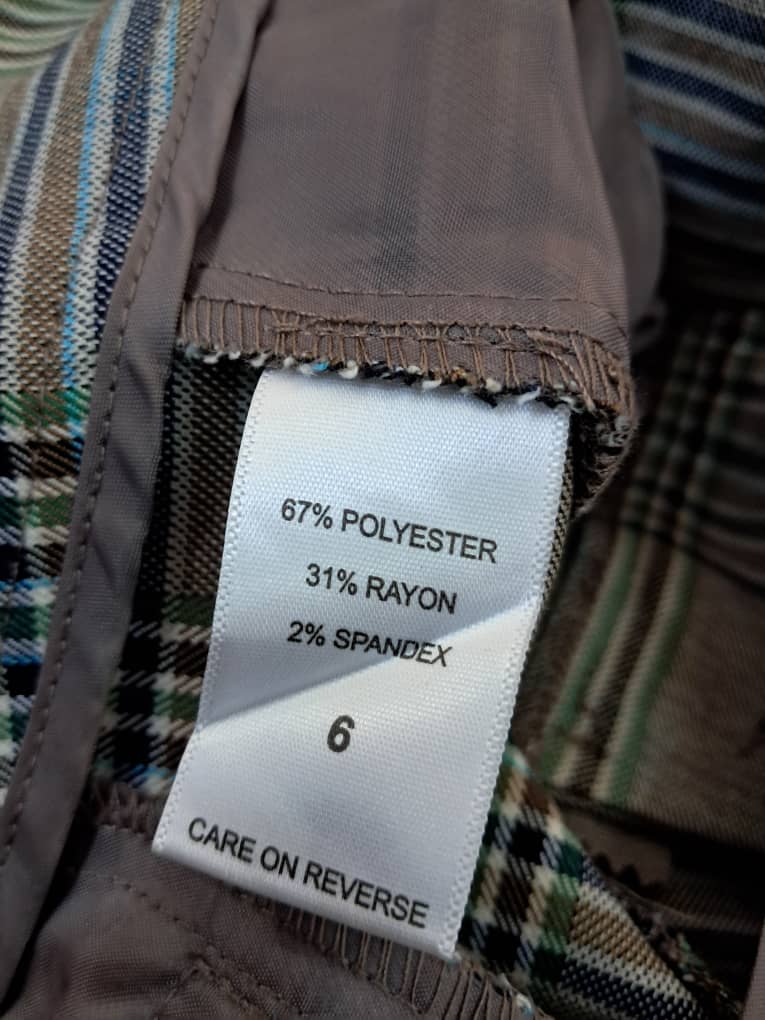 67% POLYESTER
31% RAYON
2% SPANDEX
6
CARE ON REVERSE